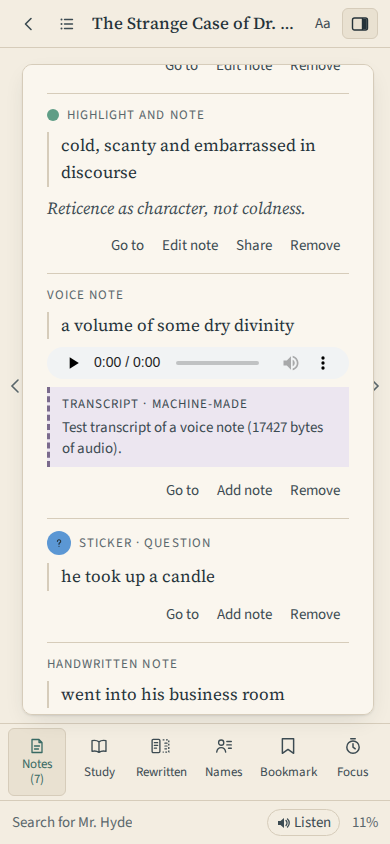 The Strange Case of Dr. ...
Aa
Go to Edit note Remove
HIGHLIGHT AND NOTE
cold, scanty and embarrassed in
discourse
Reticence as character, not coldness.
Go to Edit note Share Remove
VOICE NOTE
a volume of some dry divinity
0:00 / 0:00
TRANSCRIPT · MACHINE-MADE
Test transcript of a voice note (17427 bytes
of audio).
Go to Add note Remove
? STICKER · QUESTION
he took up a candle
Go to Add note Remove
HANDWRITTEN NOTE
went into his business room
Notes
(7)
Study
Rewritten
Names
Bookmark
Focus
Search for Mr. Hyde
Listen
11%